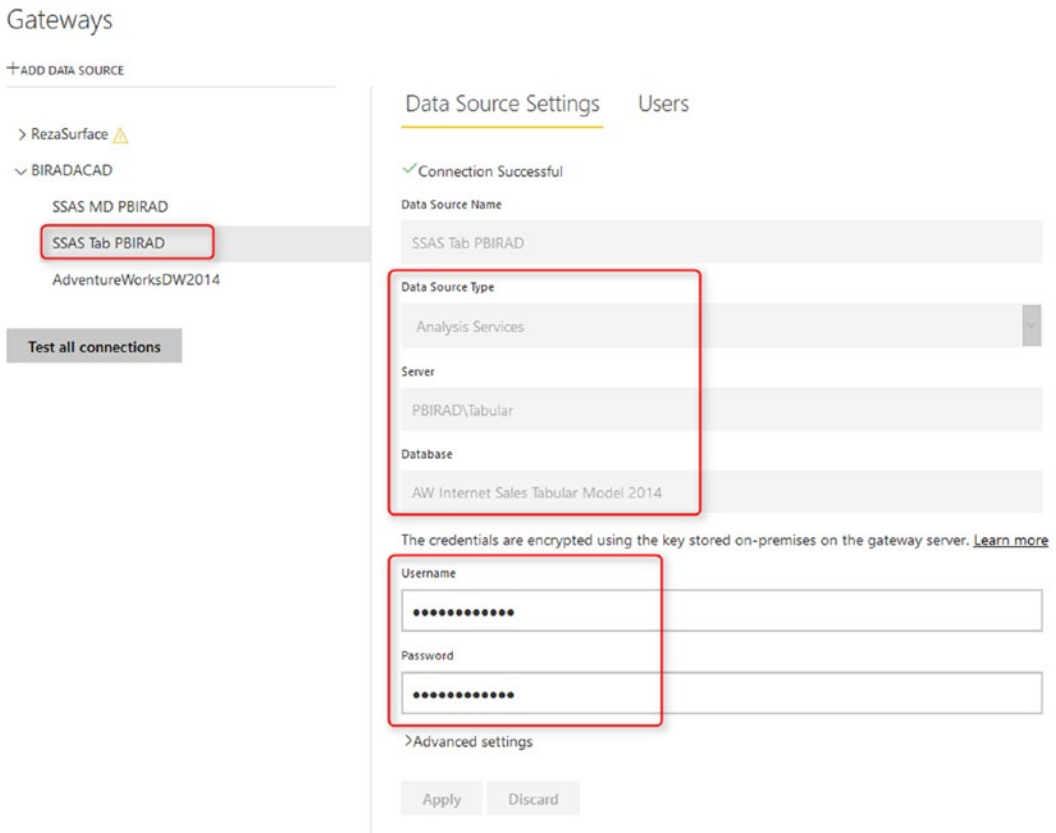 Gateways
+ADD DATA SOURCE
RezaSurface
BIRADACAD
SSAS MD PBIRAD
SSAS Tab PBIRAD
AdventureWorksDW2014
Test all connections
Data Source Settings Users
Connection Successful
Data Source Name
SSAS Tab PBIRAD
Data Source Type
Analysis Services
Server
PBIRAD\Tabular
Database
AW Internet Sales Tabular Model 2014
The credentials are encrypted using the key stored on-premises on the gateway server. Learn more
Username
••••••••••••
Password
••••••••••••
>Advanced settings
Apply Discard